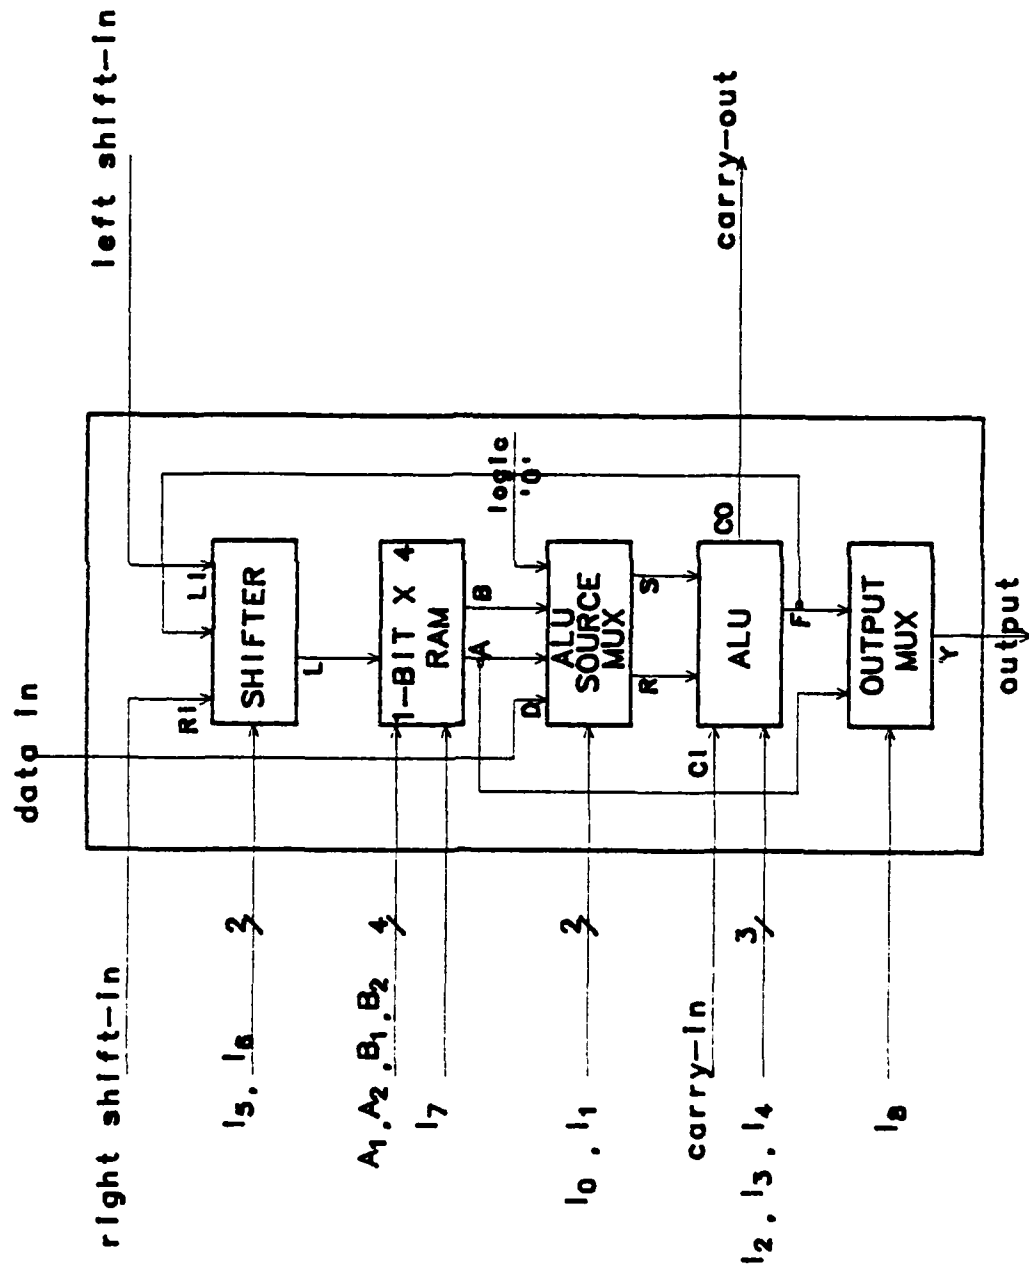 data in
right shift-in
left shift-in
RI
LI
SHIFTER
I5, I6
2
L
A1, A2, B1, B2
4
I7
1-BIT X 4
RAM
A
B
logic
'0'
D
ALU
SOURCE
MUX
I0, I1
2
R
S
carry-in
CI
ALU
CO
carry-out
I2, I3, I4
3
F
OUTPUT
MUX
I8
Y
output